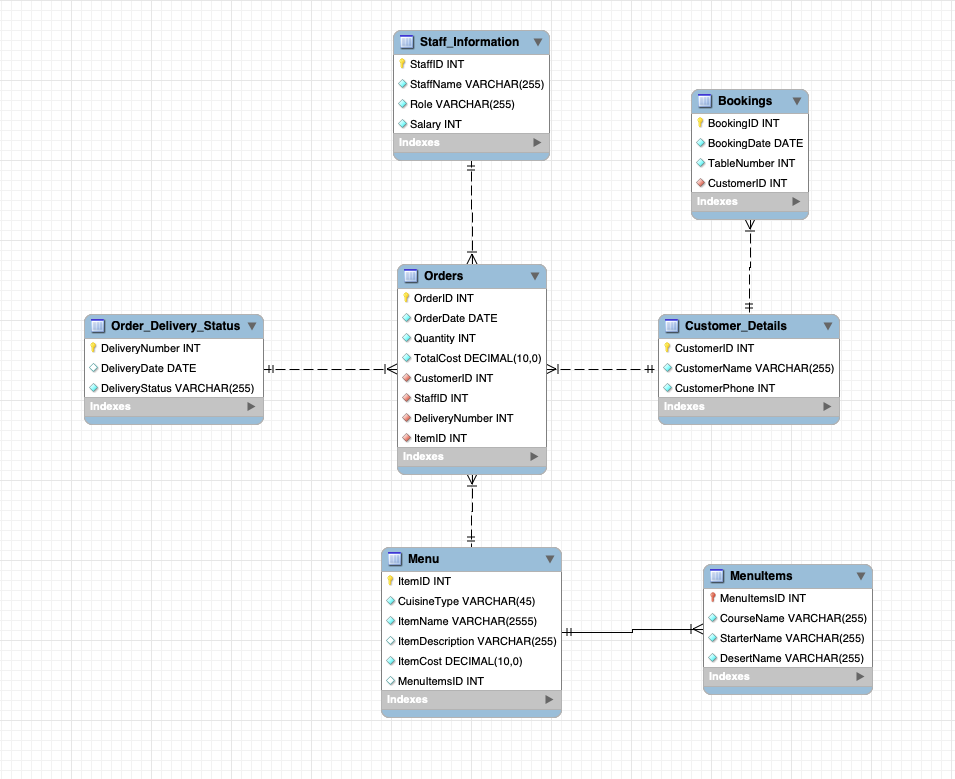 Staff_Information
StaffID INT
StaffName VARCHAR(255)
Role VARCHAR(255)
Salary INT
Indexes
Bookings
BookingID INT
BookingDate DATE
TableNumber INT
CustomerID INT
Indexes
Orders
OrderID INT
OrderDate DATE
Quantity INT
TotalCost DECIMAL(10,0)
CustomerID INT
StaffID INT
DeliveryNumber INT
ItemID INT
Indexes
Order_Delivery_Status
DeliveryNumber INT
DeliveryDate DATE
DeliveryStatus VARCHAR(255)
Indexes
Customer_Details
CustomerID INT
CustomerName VARCHAR(255)
CustomerPhone INT
Indexes
Menu
ItemID INT
CuisineType VARCHAR(45)
ItemName VARCHAR(2555)
ItemDescription VARCHAR(255)
ItemCost DECIMAL(10,0)
MenuItemsID INT
Indexes
MenuItems
MenuItemsID INT
CourseName VARCHAR(255)
StarterName VARCHAR(255)
DesertName VARCHAR(255)
Indexes